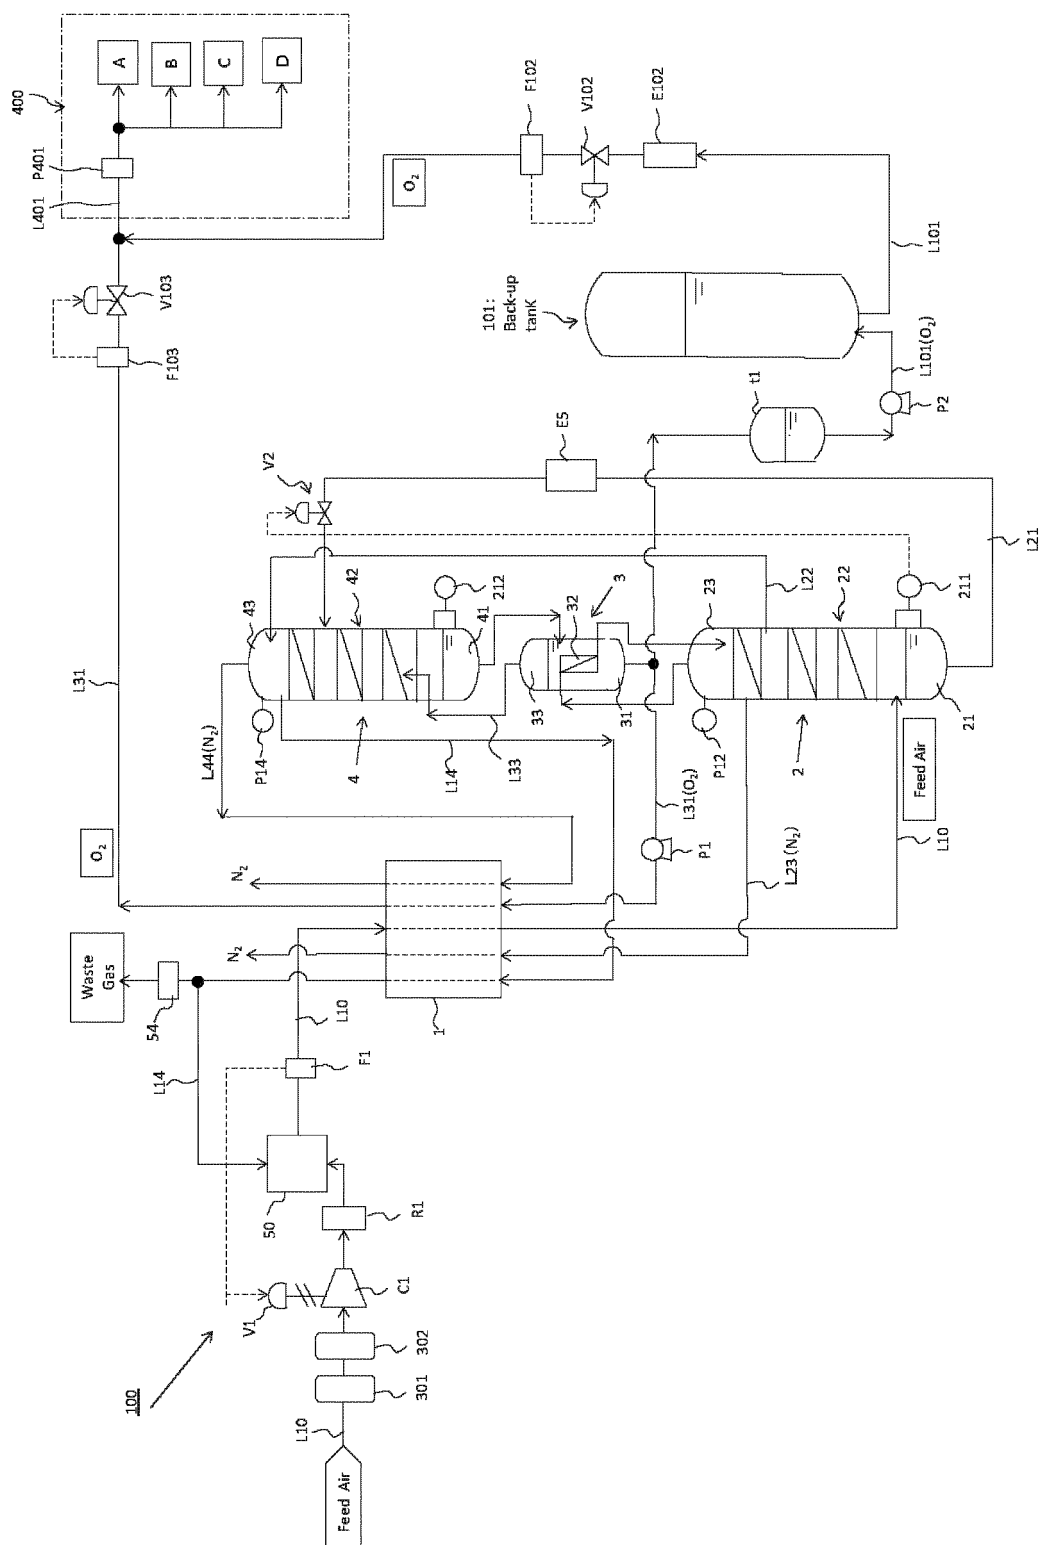 100
Feed Air
L10
301
302
V1
C1
R1
50
F1
L10
L14
54
Waste
Gas
1
N₂
N₂
O₂
L31
L44(N₂)
P14
4
L14
L33
43
42
41
212
V2
E5
3
33
32
31
L31(O₂)
P1
P12
2
23
22
21
211
L22
L21
L23 (N₂)
Feed Air
L10
t1
P2
L101(O₂)
101:
Back-up
tank
L101
E102
V102
F102
O₂
F103
V103
L401
P401
400
A
B
C
D